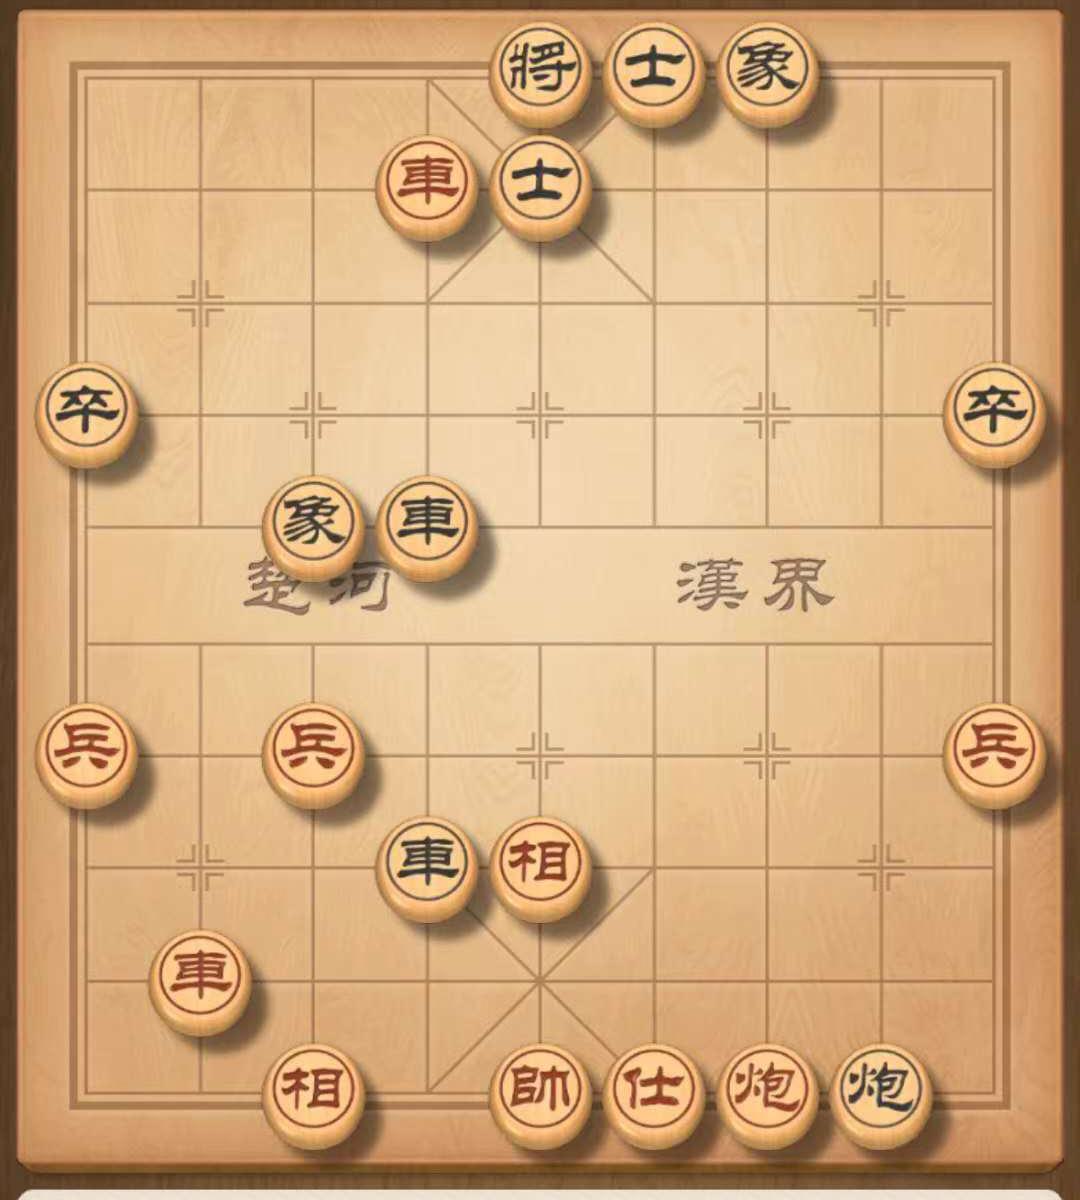 將 士 象
車 士
卒 卒
象 車
楚河 漢界
兵 兵 兵
車 相
車
相 帥 仕 炮 炮